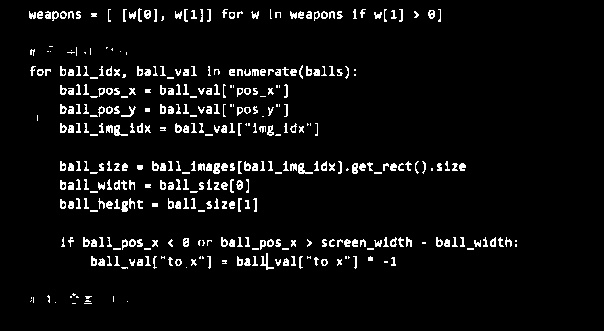 weapons = [ [w[0], w[1]] for w in weapons if w[1] > 0]
for ball_idx, ball_val in enumerate(balls):
ball_pos_x = ball_val["pos_x"]
ball_pos_y = ball_val["pos_y"]
ball_img_idx = ball_val["img_idx"]
ball_size = ball_images[ball_img_idx].get_rect().size
ball_width = ball_size[0]
ball_height = ball_size[1]
if ball_pos_x < 0 or ball_pos_x > screen_width - ball_width:
ball_val["to_x"] = ball_val["to_x"] * -1